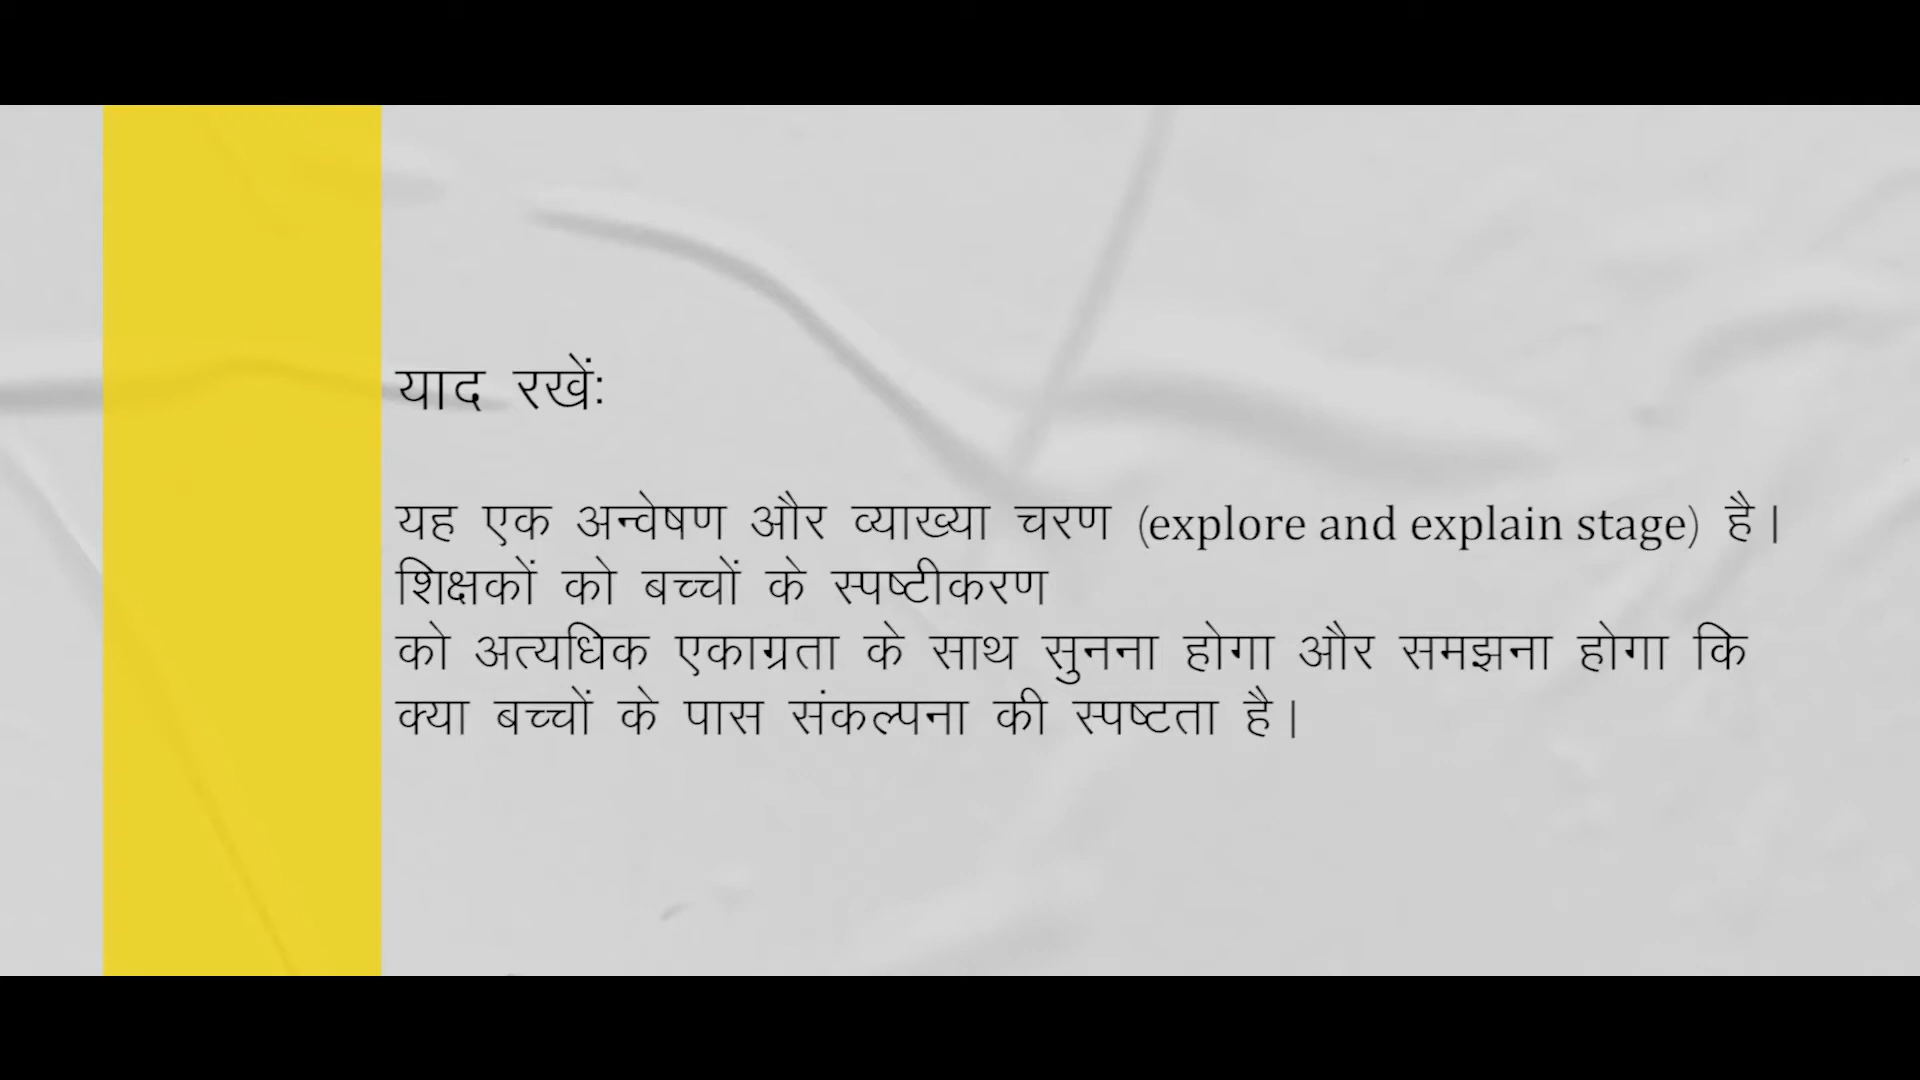 याद रखें:
यह एक अन्वेषण और व्याख्या चरण (explore and explain stage) है।
शिक्षकों को बच्चों के स्पष्टीकरण
को अत्यधिक एकाग्रता के साथ सुनना होगा और समझना होगा कि
क्या बच्चों के पास संकल्पना की स्पष्टता है।